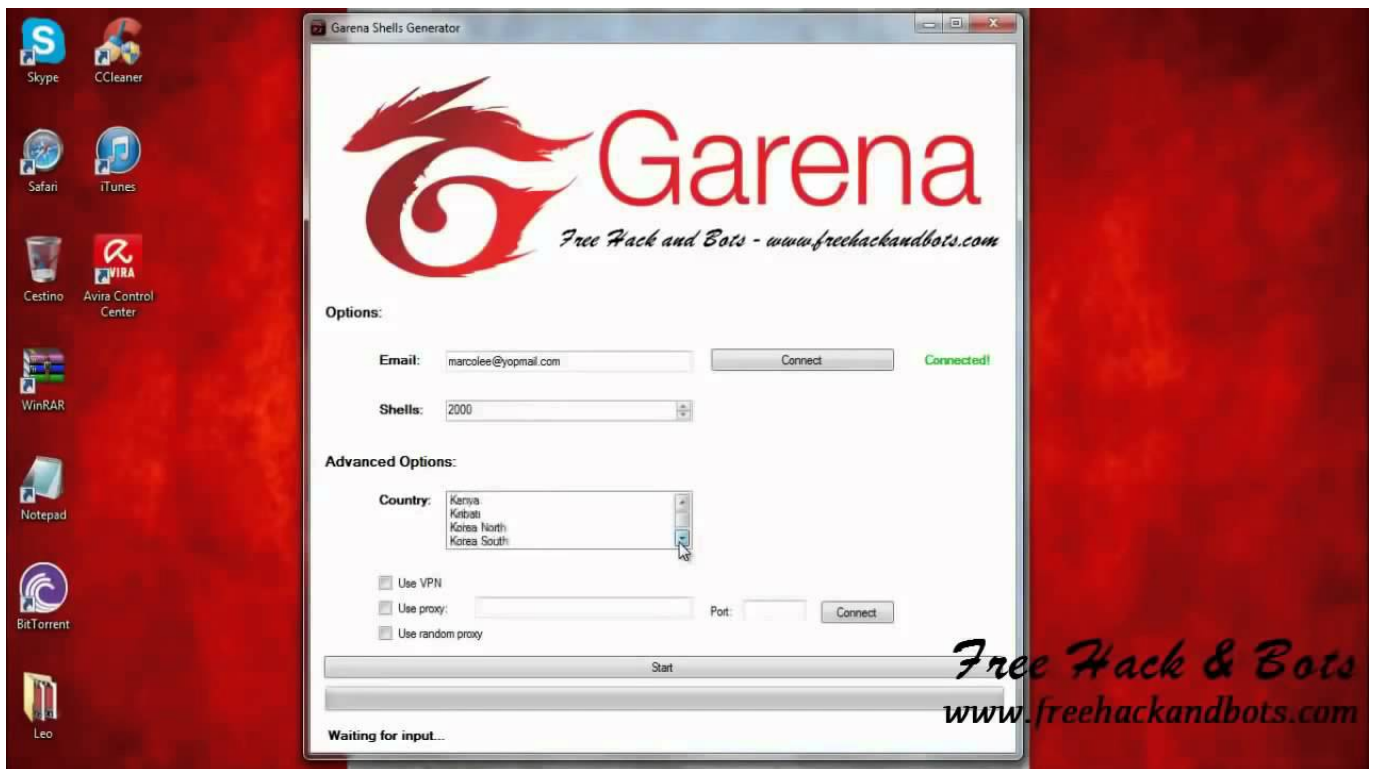 Garena Shells Generator
Skype
CCleaner
Safari
iTunes
Cestino
AVIRA
Avira Control
Center
WinRAR
Notepad
BitTorrent
Leo
Garena
Free Hack and Bots - www.freehackandbots.com
Options:
Email: marcolee@yopmail.com Connect Connected!
Shells: 2000
Advanced Options:
Country: Kenya
Kiribati
Korea North
Korea South
Use VPN
Use proxy: Port: Connect
Use random proxy
Start
Waiting for input...
Free Hack & Bots
www.freehackandbots.com